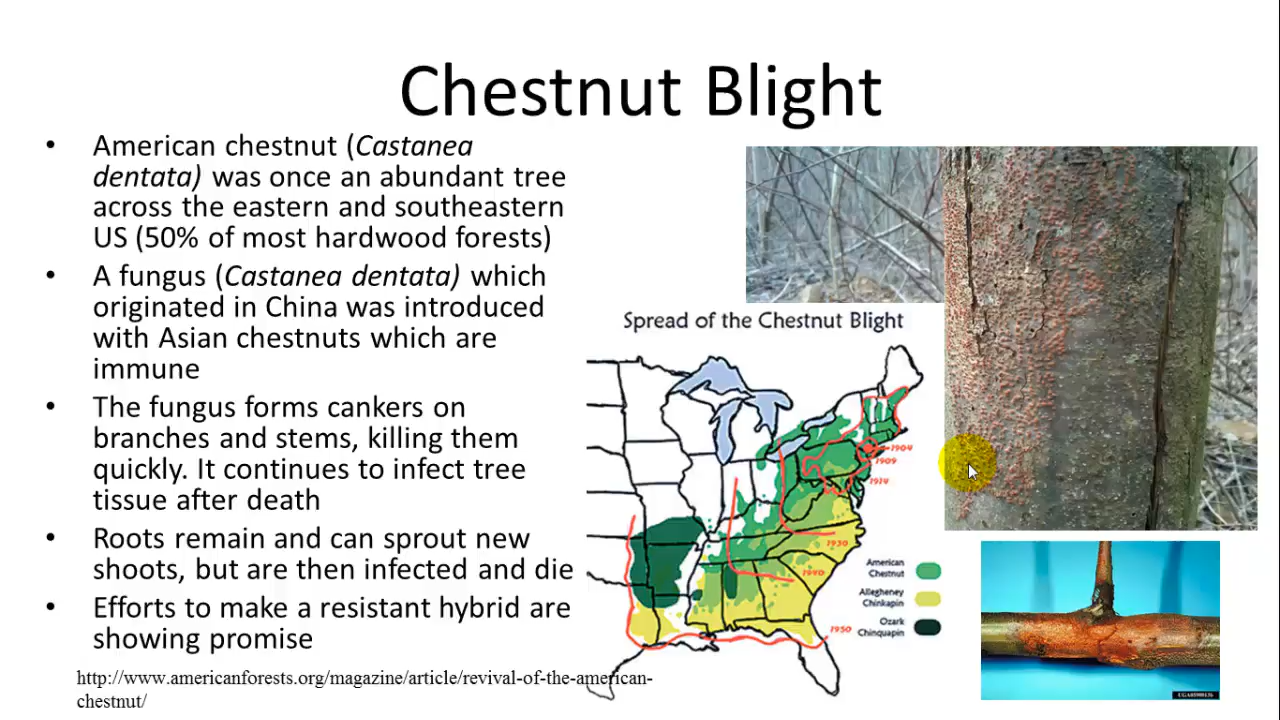 Chestnut Blight
• American chestnut (Castanea
dentata) was once an abundant tree
across the eastern and southeastern
US (50% of most hardwood forests)
• A fungus (Castanea dentata) which
originated in China was introduced
with Asian chestnuts which are
immune
• The fungus forms cankers on
branches and stems, killing them
quickly. It continues to infect tree
tissue after death
• Roots remain and can sprout new
shoots, but are then infected and die
• Efforts to make a resistant hybrid are
showing promise
http://www.americanforests.org/magazine/article/revival-of-the-american-
chestnut/
Spread of the Chestnut Blight
1904
1909
1914
1930
1940
1950
American
Chestnut
Allegheney
Chinkapin
Ozark
Chinquapin